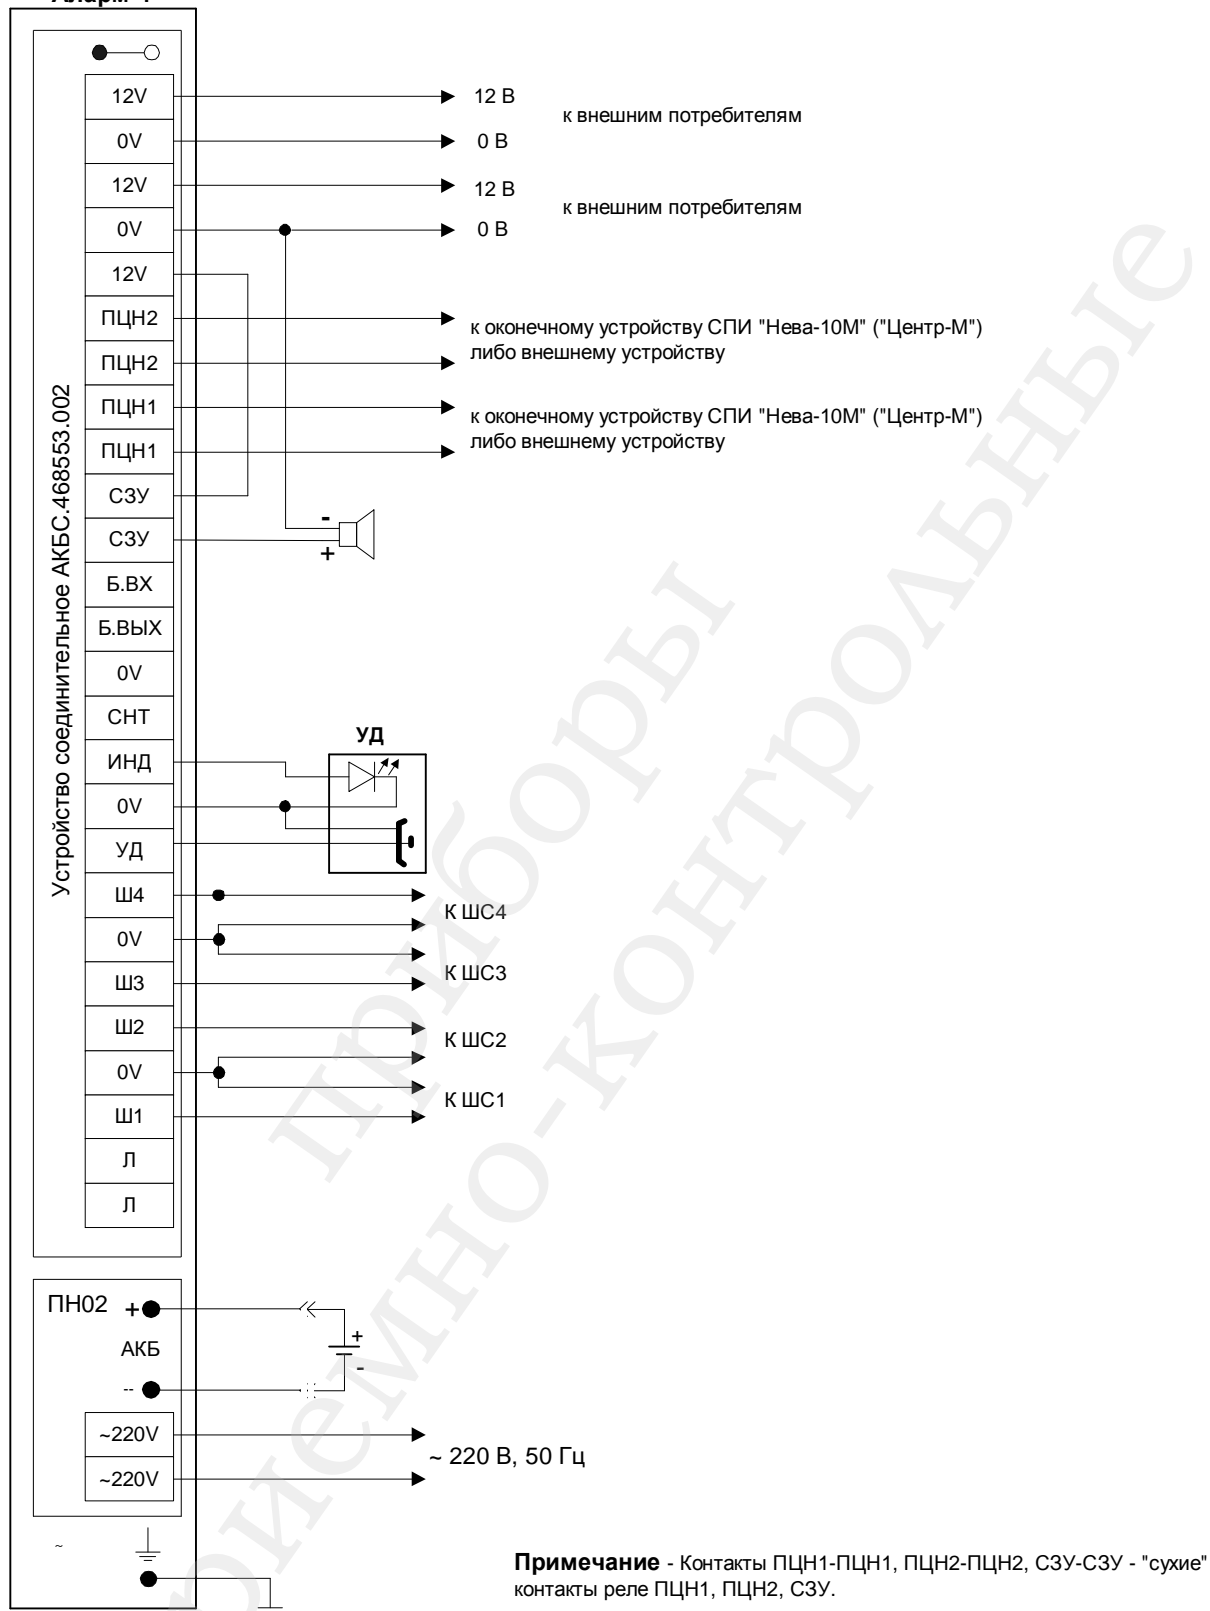 12V
12 В
к внешним потребителям
0V
0 В
12V
12 В
к внешним потребителям
0V
0 В
12V
ПЦН2
к оконечному устройству СПИ "Нева-10М" ("Центр-М")
либо внешнему устройству
ПЦН2
ПЦН1
к оконечному устройству СПИ "Нева-10М" ("Центр-М")
либо внешнему устройству
ПЦН1
СЗУ
-
СЗУ
+
Б.ВХ
Б.ВЫХ
0V
СНТ
УД
ИНД
0V
УД
Ш4
К ШС4
0V
К ШС3
Ш3
Ш2
К ШС2
0V
К ШС1
Ш1
Л
Л
Устройство соединительное АКБС.468553.002
ПН02 +
АКБ
+
-
--
~220V
~ 220 В, 50 Гц
~220V
~
Примечание - Контакты ПЦН1-ПЦН1, ПЦН2-ПЦН2, СЗУ-СЗУ - "сухие"
контакты реле ПЦН1, ПЦН2, СЗУ.
приборы
приемно-контрольные